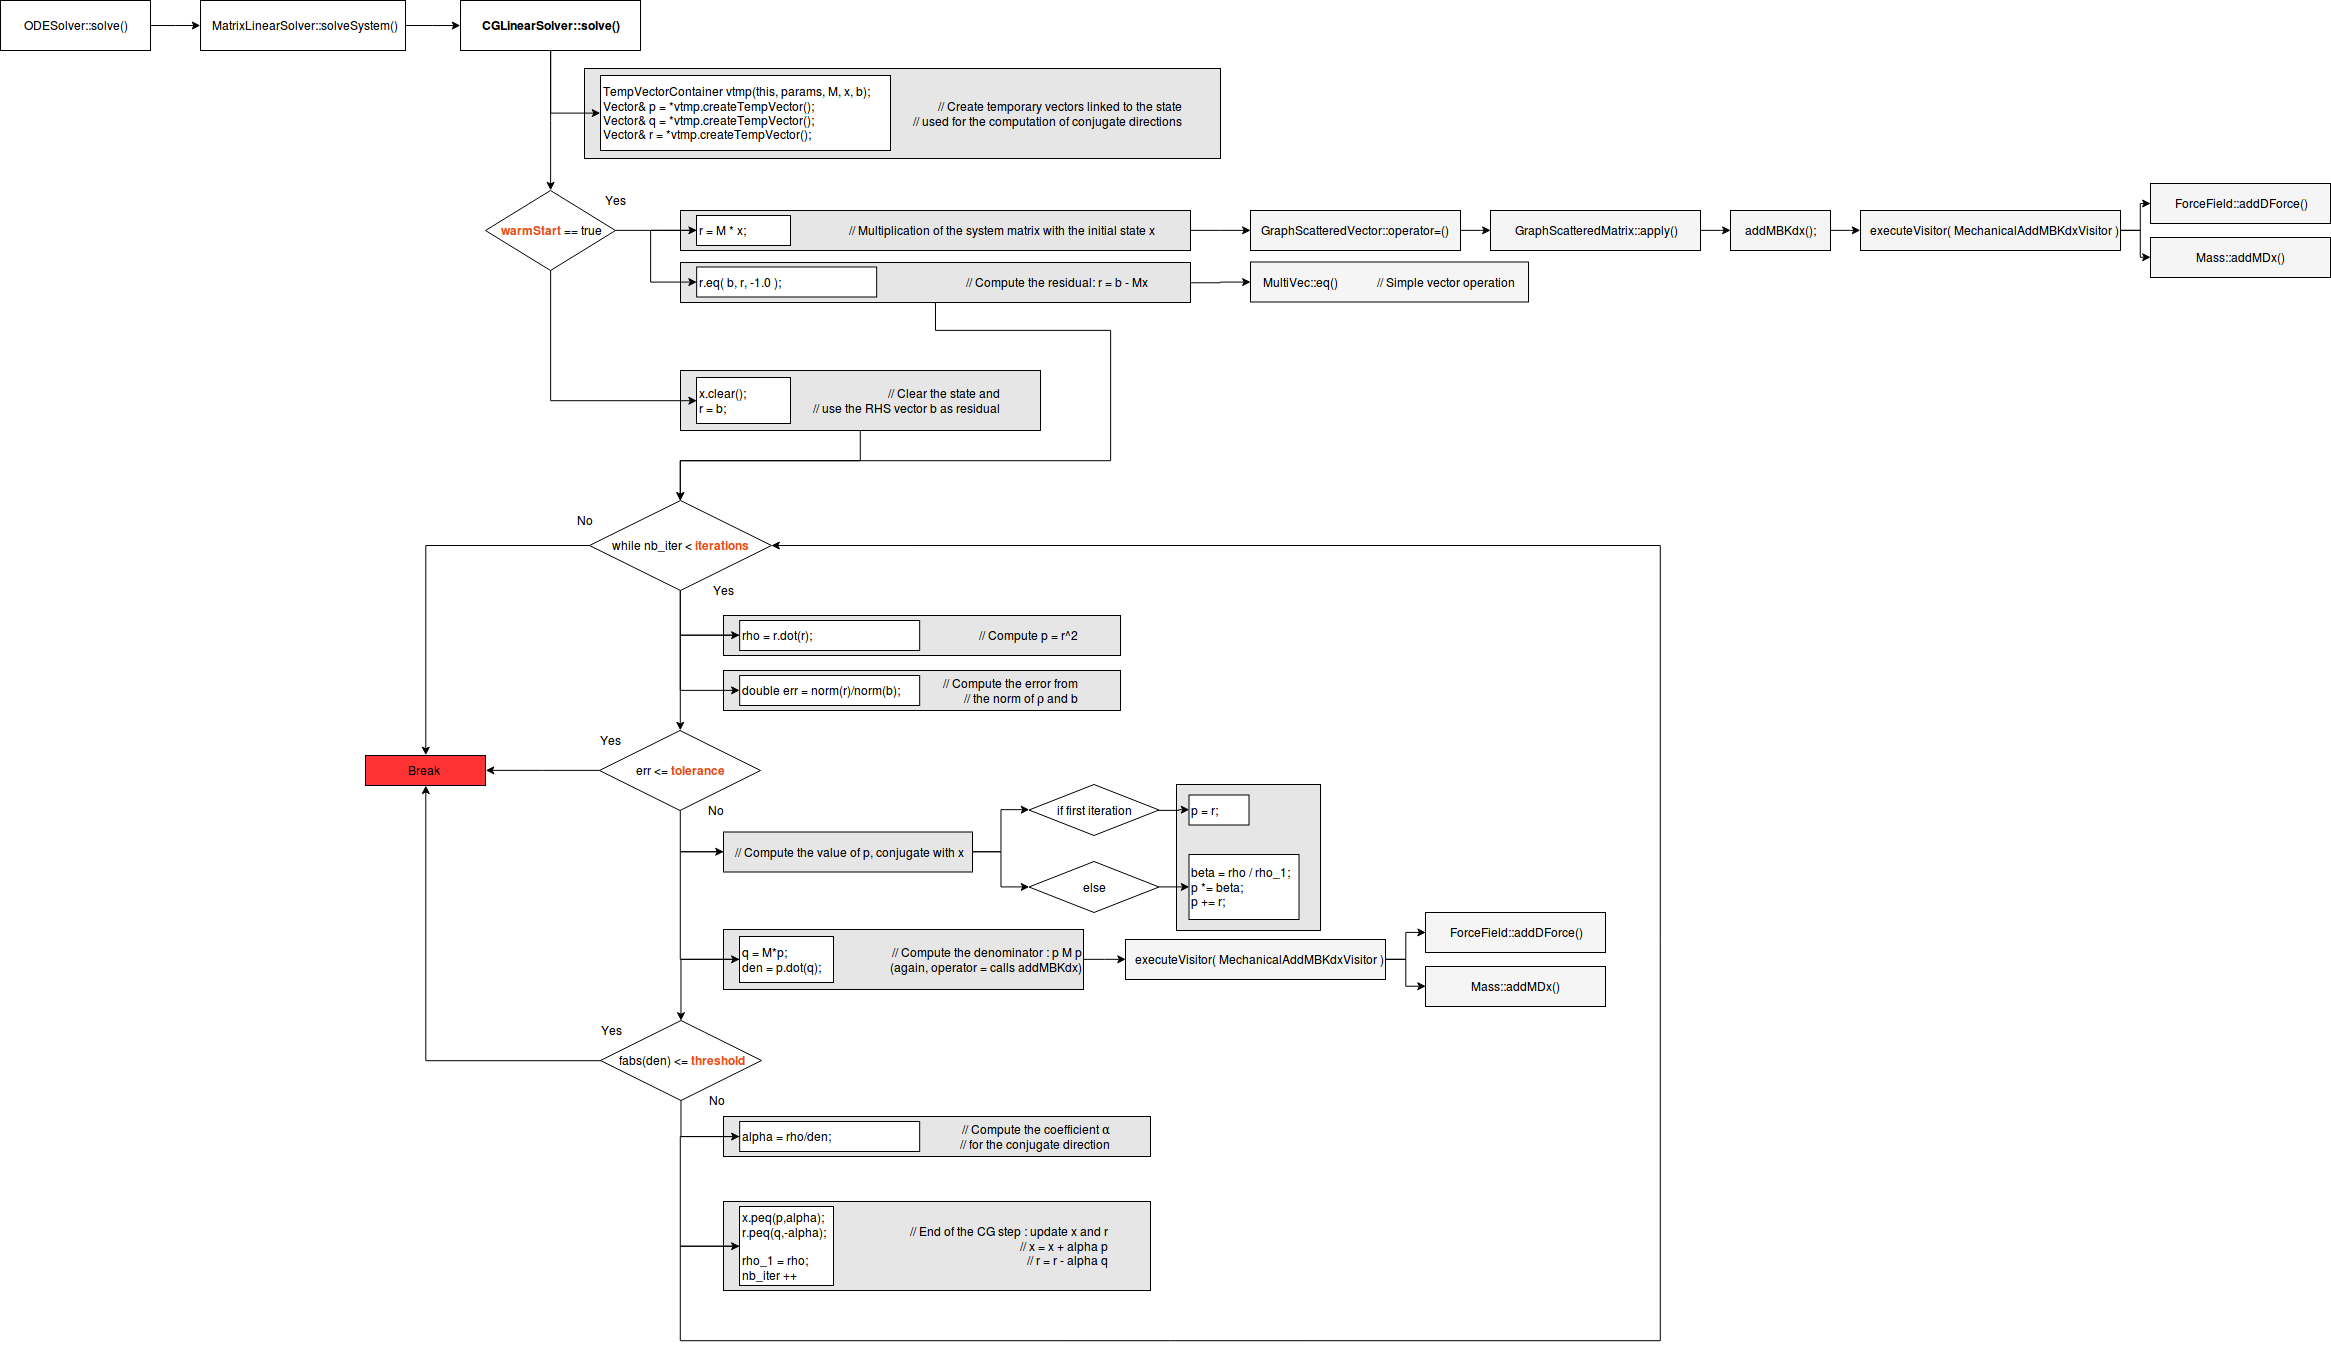 ODESolver::solve()
MatrixLinearSolver::solveSystem()
CGLinearSolver::solve()
TempVectorContainer vtmp(this, params, M, x, b);
Vector& p = *vtmp.createTempVector();
Vector& q = *vtmp.createTempVector();
Vector& r = *vtmp.createTempVector();
// Create temporary vectors linked to the state
// used for the computation of conjugate directions
warmStart == true
Yes
r = M * x;
// Multiplication of the system matrix with the initial state x
GraphScatteredVector::operator=()
GraphScatteredMatrix::apply()
addMBKdx();
executeVisitor( MechanicalAddMBKdxVisitor )
ForceField::addDForce()
Mass::addMDx()
r.eq( b, r, -1.0 );
// Compute the residual: r = b - Mx
MultiVec::eq()
// Simple vector operation
x.clear();
r = b;
// Clear the state and
// use the RHS vector b as residual
No
while nb_iter < iterations
Yes
rho = r.dot(r);
// Compute p = r^2
double err = norm(r)/norm(b);
// Compute the error from
// the norm of ρ and b
Yes
err <= tolerance
Break
No
// Compute the value of p, conjugate with x
if first iteration
p = r;
else
beta = rho / rho_1;
p *= beta;
p += r;
q = M*p;
den = p.dot(q);
// Compute the denominator : p M p
(again, operator = calls addMBKdx)
executeVisitor( MechanicalAddMBKdxVisitor )
ForceField::addDForce()
Mass::addMDx()
Yes
fabs(den) <= threshold
No
alpha = rho/den;
// Compute the coefficient α
// for the conjugate direction
x.peq(p,alpha);
r.peq(q,-alpha);
rho_1 = rho;
nb_iter ++
// End of the CG step : update x and r
// x = x + alpha p
// r = r - alpha q